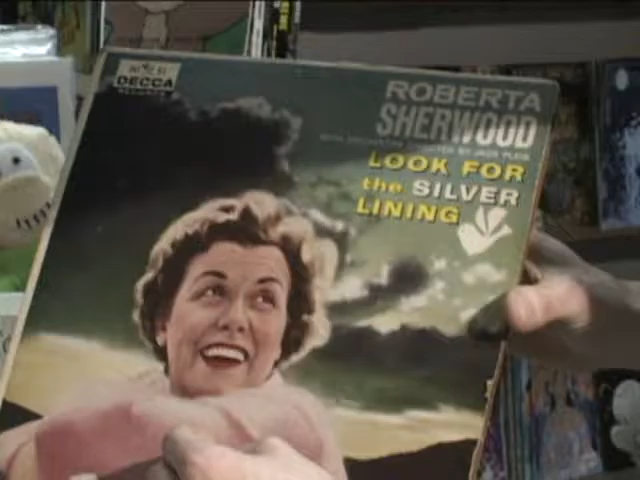 DECCA
ROBERTA
SHERWOOD
LOOK FOR
the SILVER
LINING